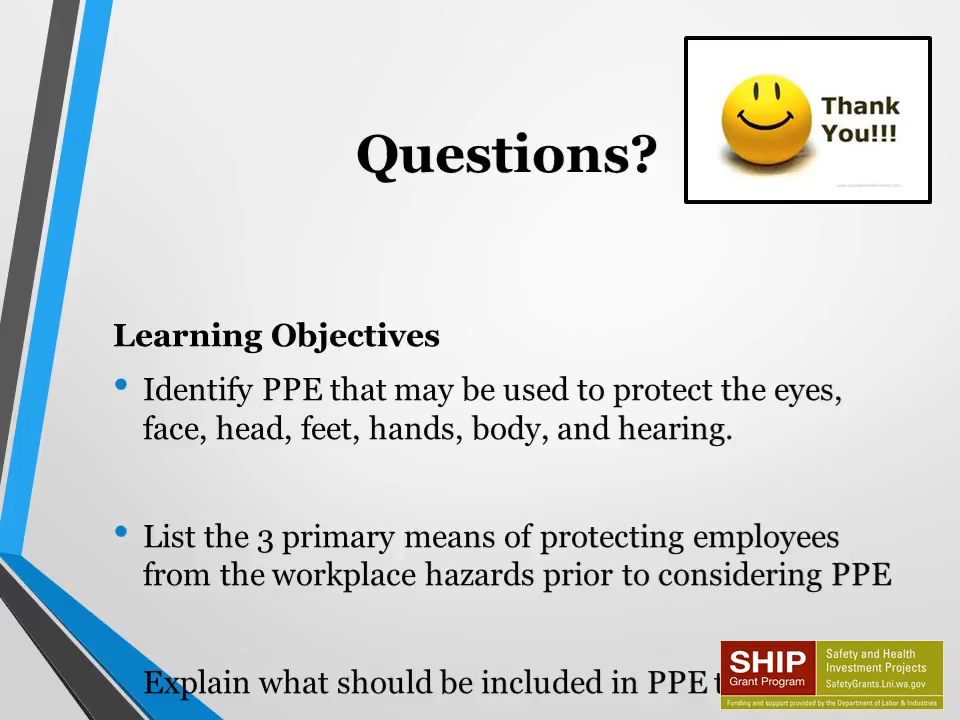 Thank
You!!!
Questions?
Learning Objectives
• Identify PPE that may be used to protect the eyes,
face, head, feet, hands, body, and hearing.
• List the 3 primary means of protecting employees
from the workplace hazards prior to considering PPE
Explain what should be included in PPE
SHIP
Grant Program
Safety and Health
Investment Projects
SafetyGrants.Lni.wa.gov
Funding and support provided by the Department of Labor & Industries